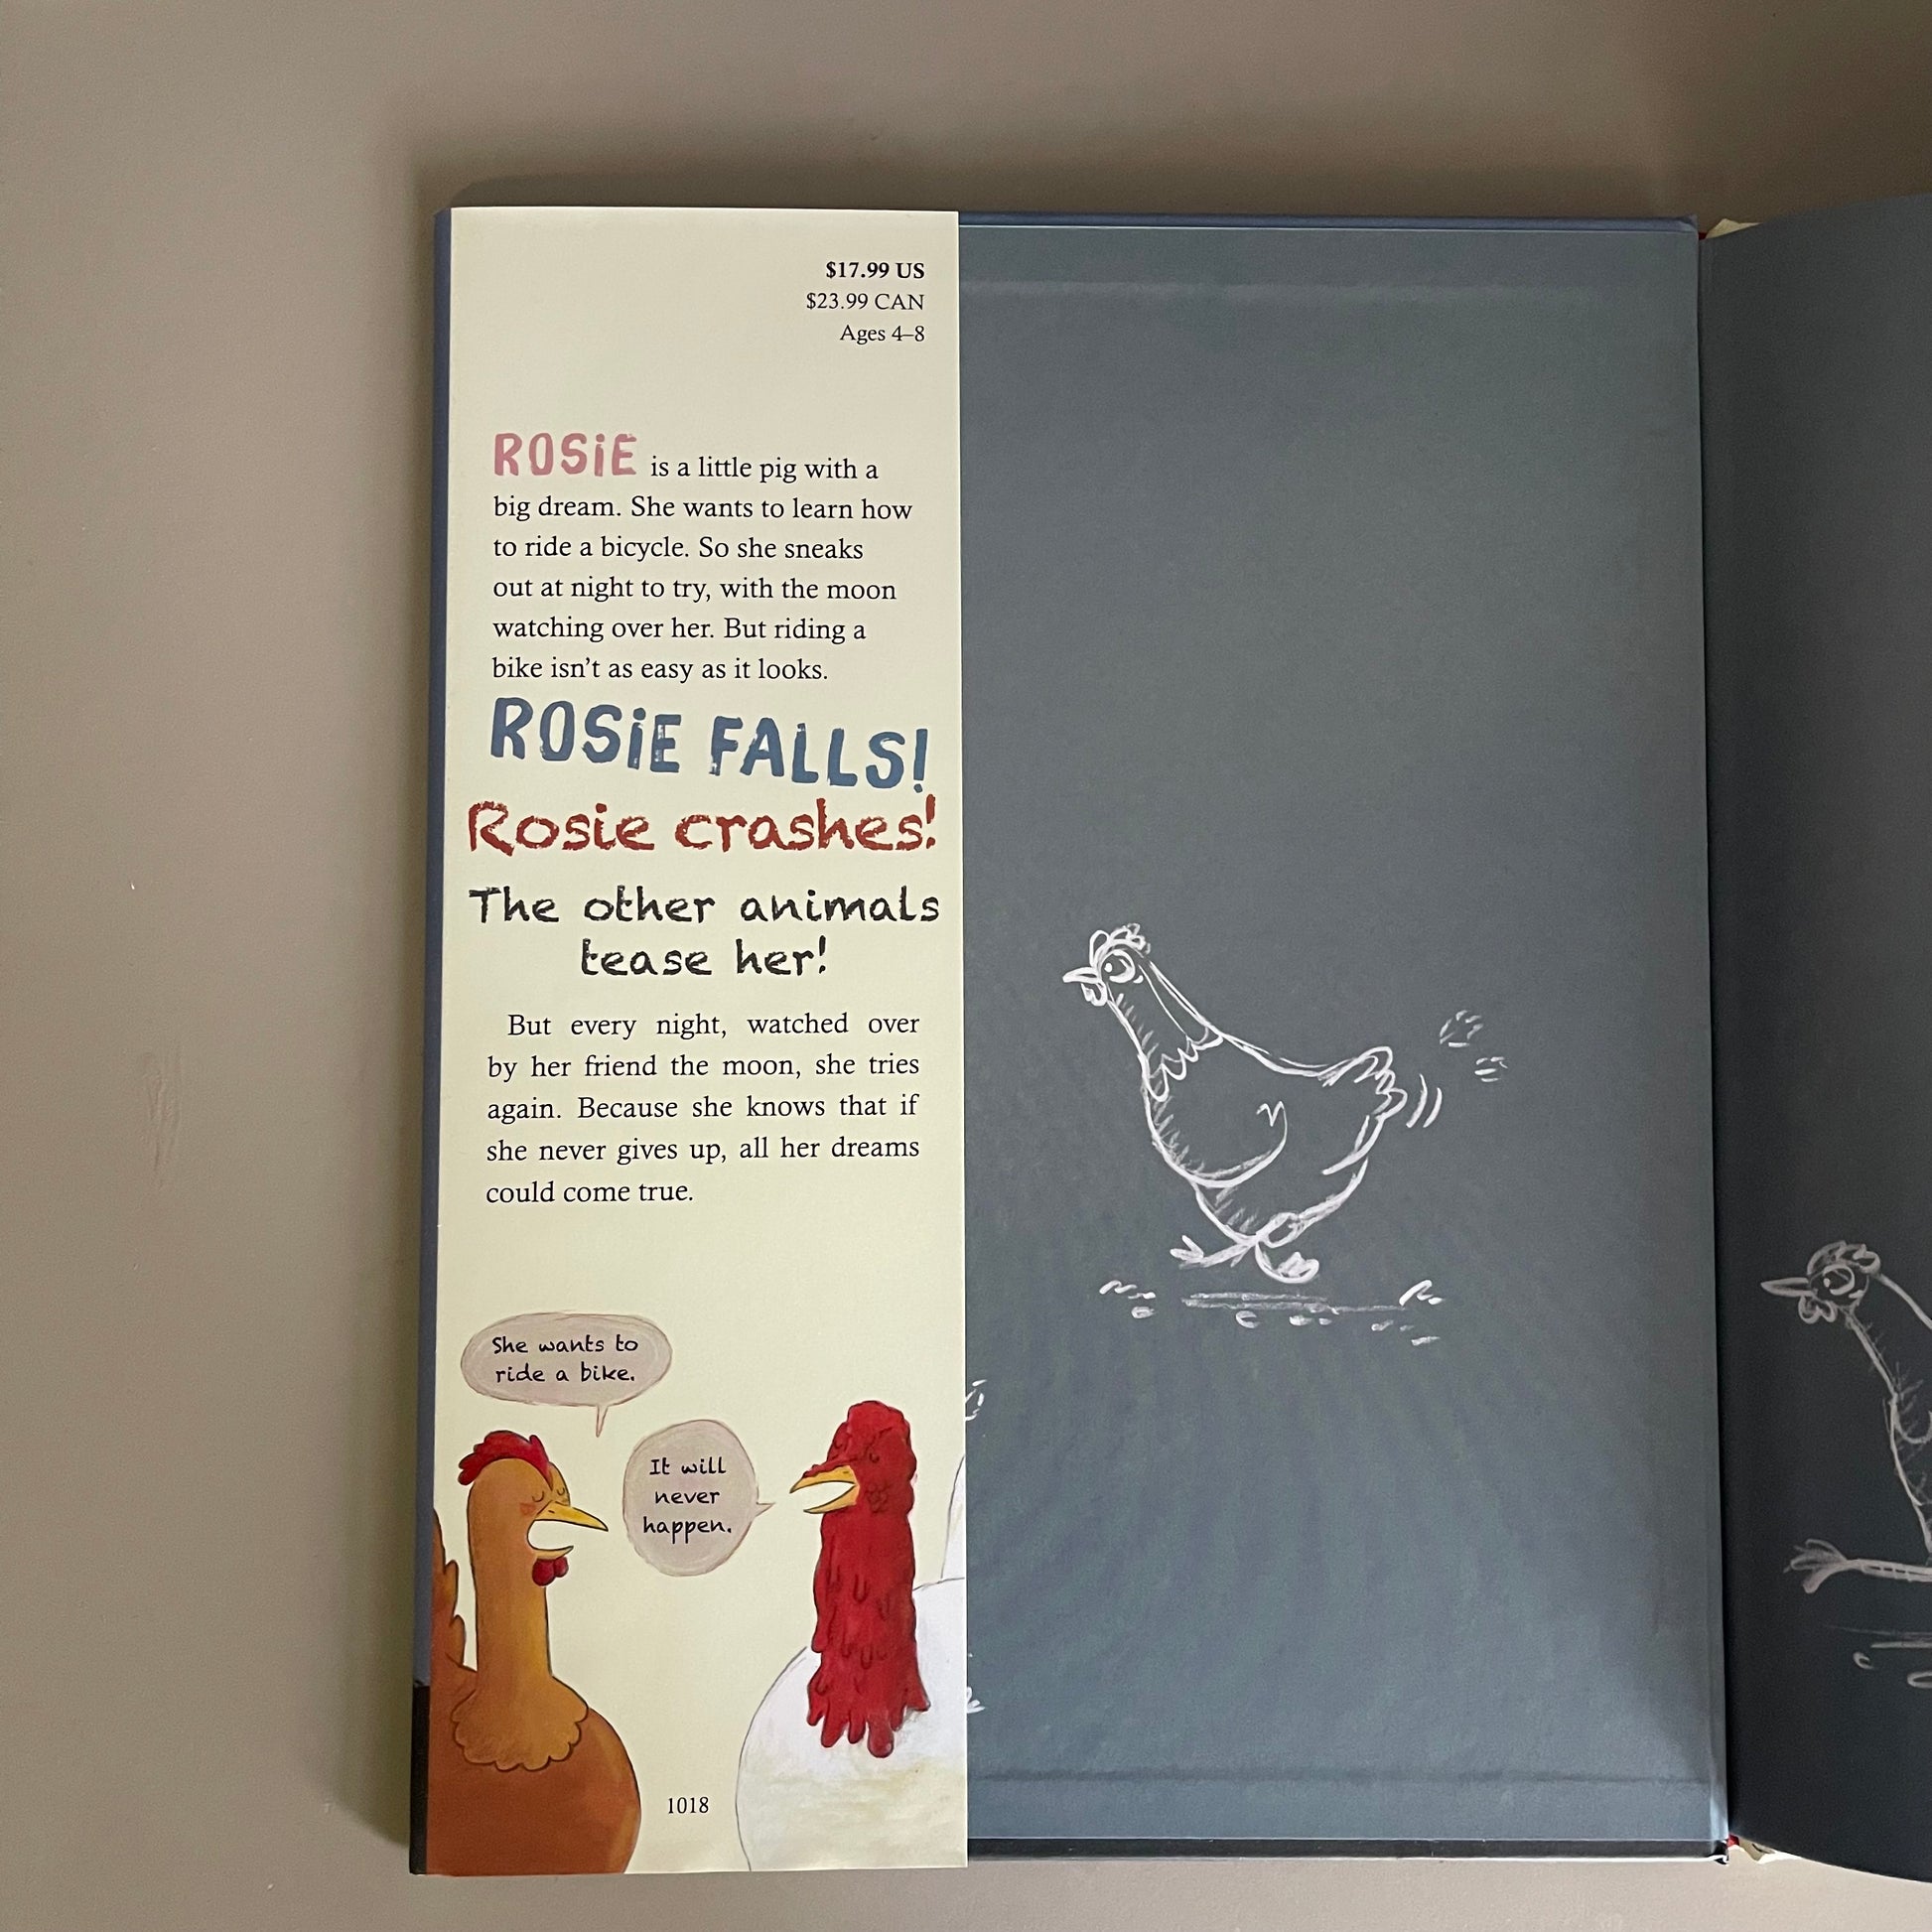 $17.99 US
$23.99 CAN
Ages 4–8
ROSiE is a little pig with a
big dream. She wants to learn how
to ride a bicycle. So she sneaks
out at night to try, with the moon
watching over her. But riding a
bike isn’t as easy as it looks.
ROSiE FALLS!
Rosie crashes!
The other animals
tease her!
But every night, watched over
by her friend the moon, she tries
again. Because she knows that if
she never gives up, all her dreams
could come true.
She wants to
ride a bike.
It will
never
happen.
1018